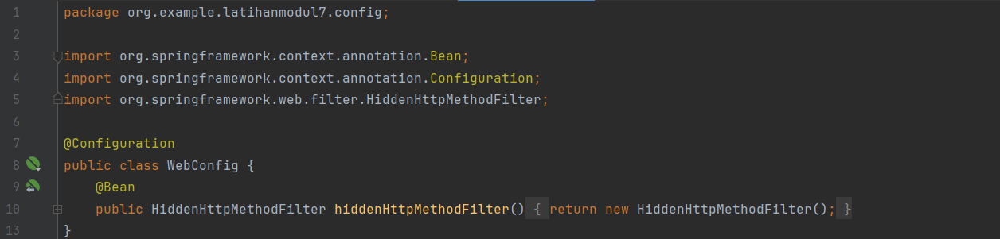 1 package org.example.latihanmodul7.config;
2
3 import org.springframework.context.annotation.Bean;
4 import org.springframework.context.annotation.Configuration;
5 import org.springframework.web.filter.HiddenHttpMethodFilter;
6
7 @Configuration
8 public class WebConfig {
9 @Bean
10 public HiddenHttpMethodFilter hiddenHttpMethodFilter() { return new HiddenHttpMethodFilter(); }
13 }